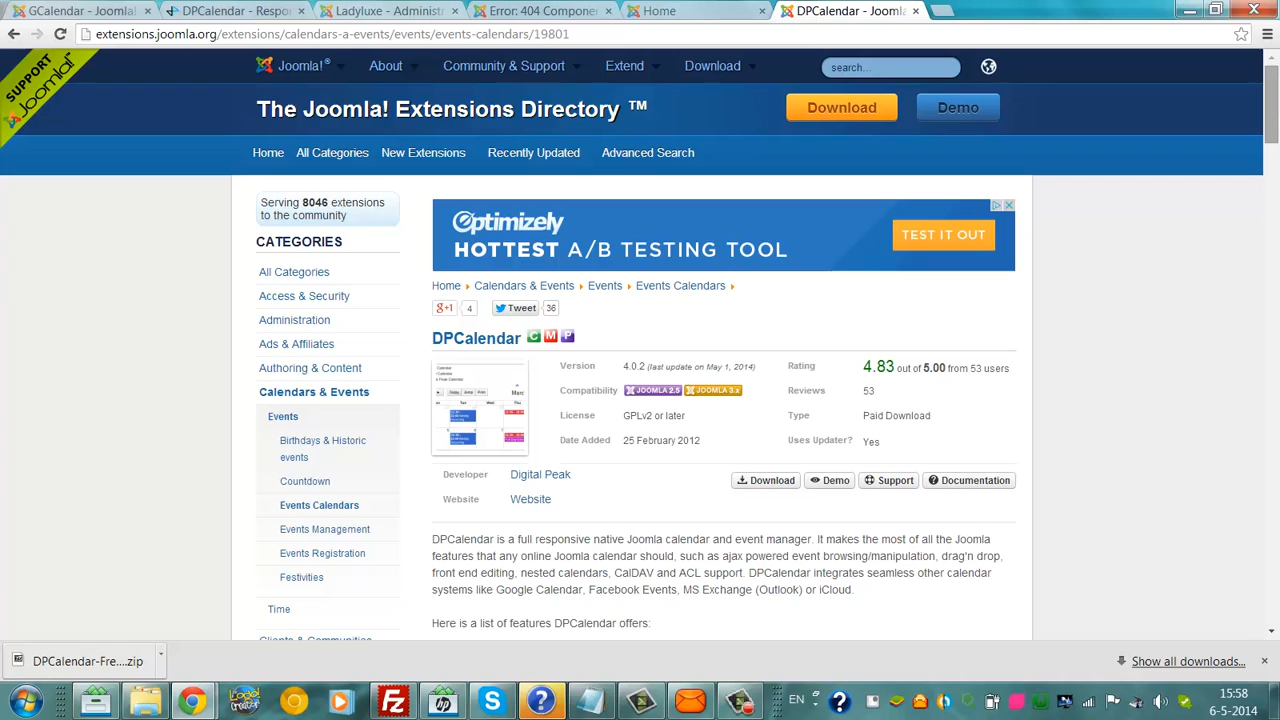 GCalendar - Joomla! E
DPCalendar - Respons
Ladyluxe - Administra
Error: 404 Componen
Home
DPCalendar - Joomla!
extensions.joomla.org/extensions/calendars-a-events/events/events-calendars/19801
SUPPORT Joomla!
Joomla!® About Community & Support Extend Download search...
The Joomla! Extensions Directory ™ Download Demo
Home All Categories New Extensions Recently Updated Advanced Search
Serving 8046 extensions
to the community
CATEGORIES
All Categories
Access & Security
Administration
Ads & Affiliates
Authoring & Content
Calendars & Events
Events
Birthdays & Historic
events
Countdown
Events Calendars
Events Management
Events Registration
Festivities
Time
Clients & Communities
Optimizely
HOTTEST A/B TESTING TOOL
TEST IT OUT
Home Calendars & Events Events Events Calendars
g+1 4 Tweet 36
DPCalendar C M P
Version 4.0.2 (last update on May 1, 2014)
Compatibility JOOMLA 2.5 JOOMLA 3.x
License GPLv2 or later
Date Added 25 February 2012
Rating 4.83 out of 5.00 from 53 users
Reviews 53
Type Paid Download
Uses Updater? Yes
Developer Digital Peak
Website Website
Download Demo Support Documentation
DPCalendar is a full responsive native Joomla calendar and event manager. It makes the most of all the Joomla
features that any online Joomla calendar should, such as ajax powered event browsing/manipulation, drag'n drop,
front end editing, nested calendars, CalDAV and ACL support. DPCalendar integrates seamless other calendar
systems like Google Calendar, Facebook Events, MS Exchange (Outlook) or iCloud.
Here is a list of features DPCalendar offers:
DPCalendar-Fre....zip
Show all downloads...
EN
15:58
6-5-2014